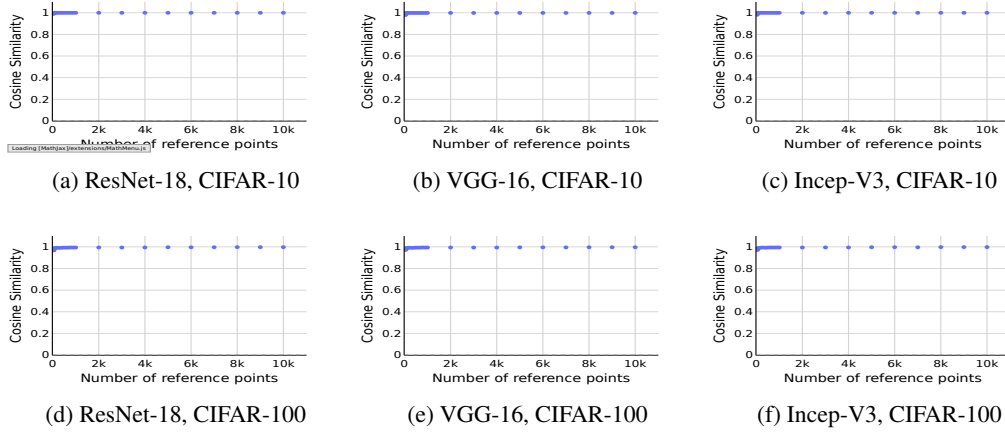 Cosine Similarity
1
0.8
0.6
0.4
0.2
0
0 2k 4k 6k 8k 10k
Number of reference points
Loading [MathJax]/extensions/MathMenu.js
(a) ResNet-18, CIFAR-10
Cosine Similarity
1
0.8
0.6
0.4
0.2
0
0 2k 4k 6k 8k 10k
Number of reference points
(b) VGG-16, CIFAR-10
Cosine Similarity
1
0.8
0.6
0.4
0.2
0
0 2k 4k 6k 8k 10k
Number of reference points
(c) Incep-V3, CIFAR-10
Cosine Similarity
1
0.8
0.6
0.4
0.2
0
0 2k 4k 6k 8k 10k
Number of reference points
(d) ResNet-18, CIFAR-100
Cosine Similarity
1
0.8
0.6
0.4
0.2
0
0 2k 4k 6k 8k 10k
Number of reference points
(e) VGG-16, CIFAR-100
Cosine Similarity
1
0.8
0.6
0.4
0.2
0
0 2k 4k 6k 8k 10k
Number of reference points
(f) Incep-V3, CIFAR-100